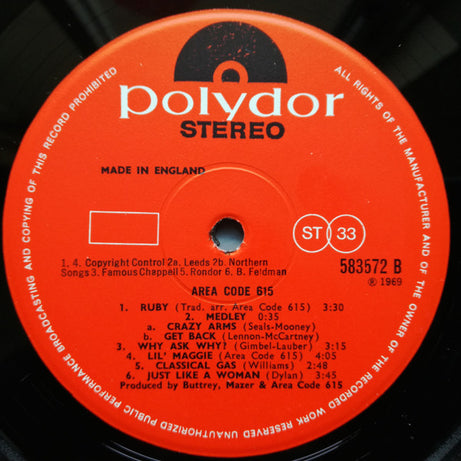 polydor
STEREO
MADE IN ENGLAND
ST 33
1. 4. Copyright Control 2a. Leeds 2b. Northern
Songs 3. Famous Chappell 5. Rondor 6. B. Feldman
583572 B
℗ 1969
AREA CODE 615
1. RUBY (Trad. arr. Area Code 615) 3:30
2. MEDLEY 0:35
a. CRAZY ARMS (Seals-Mooney)
b. GET BACK (Lennon-McCartney)
3. WHY ASK WHY? (Gimbel-Lauber) 3:15
4. LIL' MAGGIE (Area Code 615) 4:05
5. CLASSICAL GAS (Williams) 2:48
6. JUST LIKE A WOMAN (Dylan) 3:45
Produced by Buttrey, Mazer & Area Code 615
ALL RIGHTS OF THE MANUFACTURER AND OF THE OWNER OF THE RECORDED WORK RESERVED UNAUTHORIZED PUBLIC PERFORMANCE BROADCASTING AND COPYING OF THIS RECORD PROHIBITED